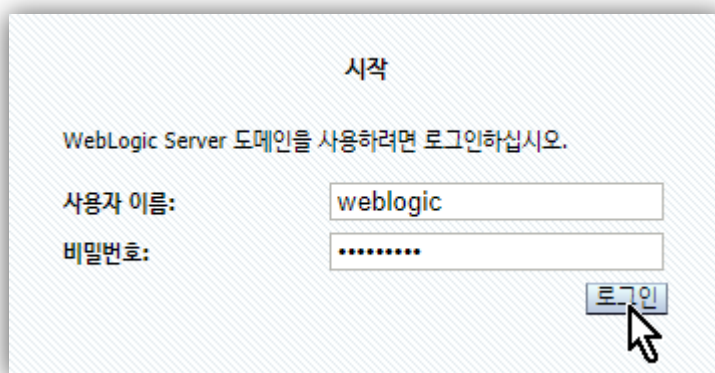 시작
WebLogic Server 도메인을 사용하려면 로그인하십시오.
사용자 이름: weblogic
비밀번호: •••••••••
로그인